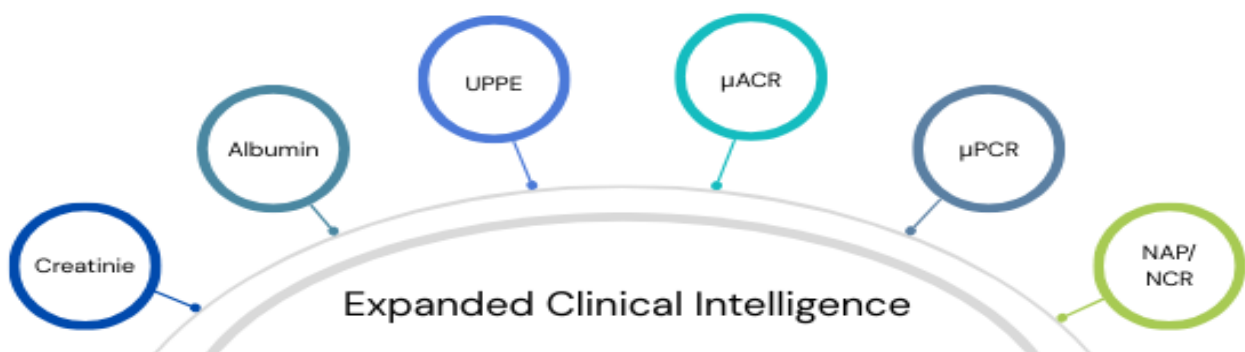 Creatinie
Albumin
UPPE
µACR
µPCR
NAP/
NCR
Expanded Clinical Intelligence